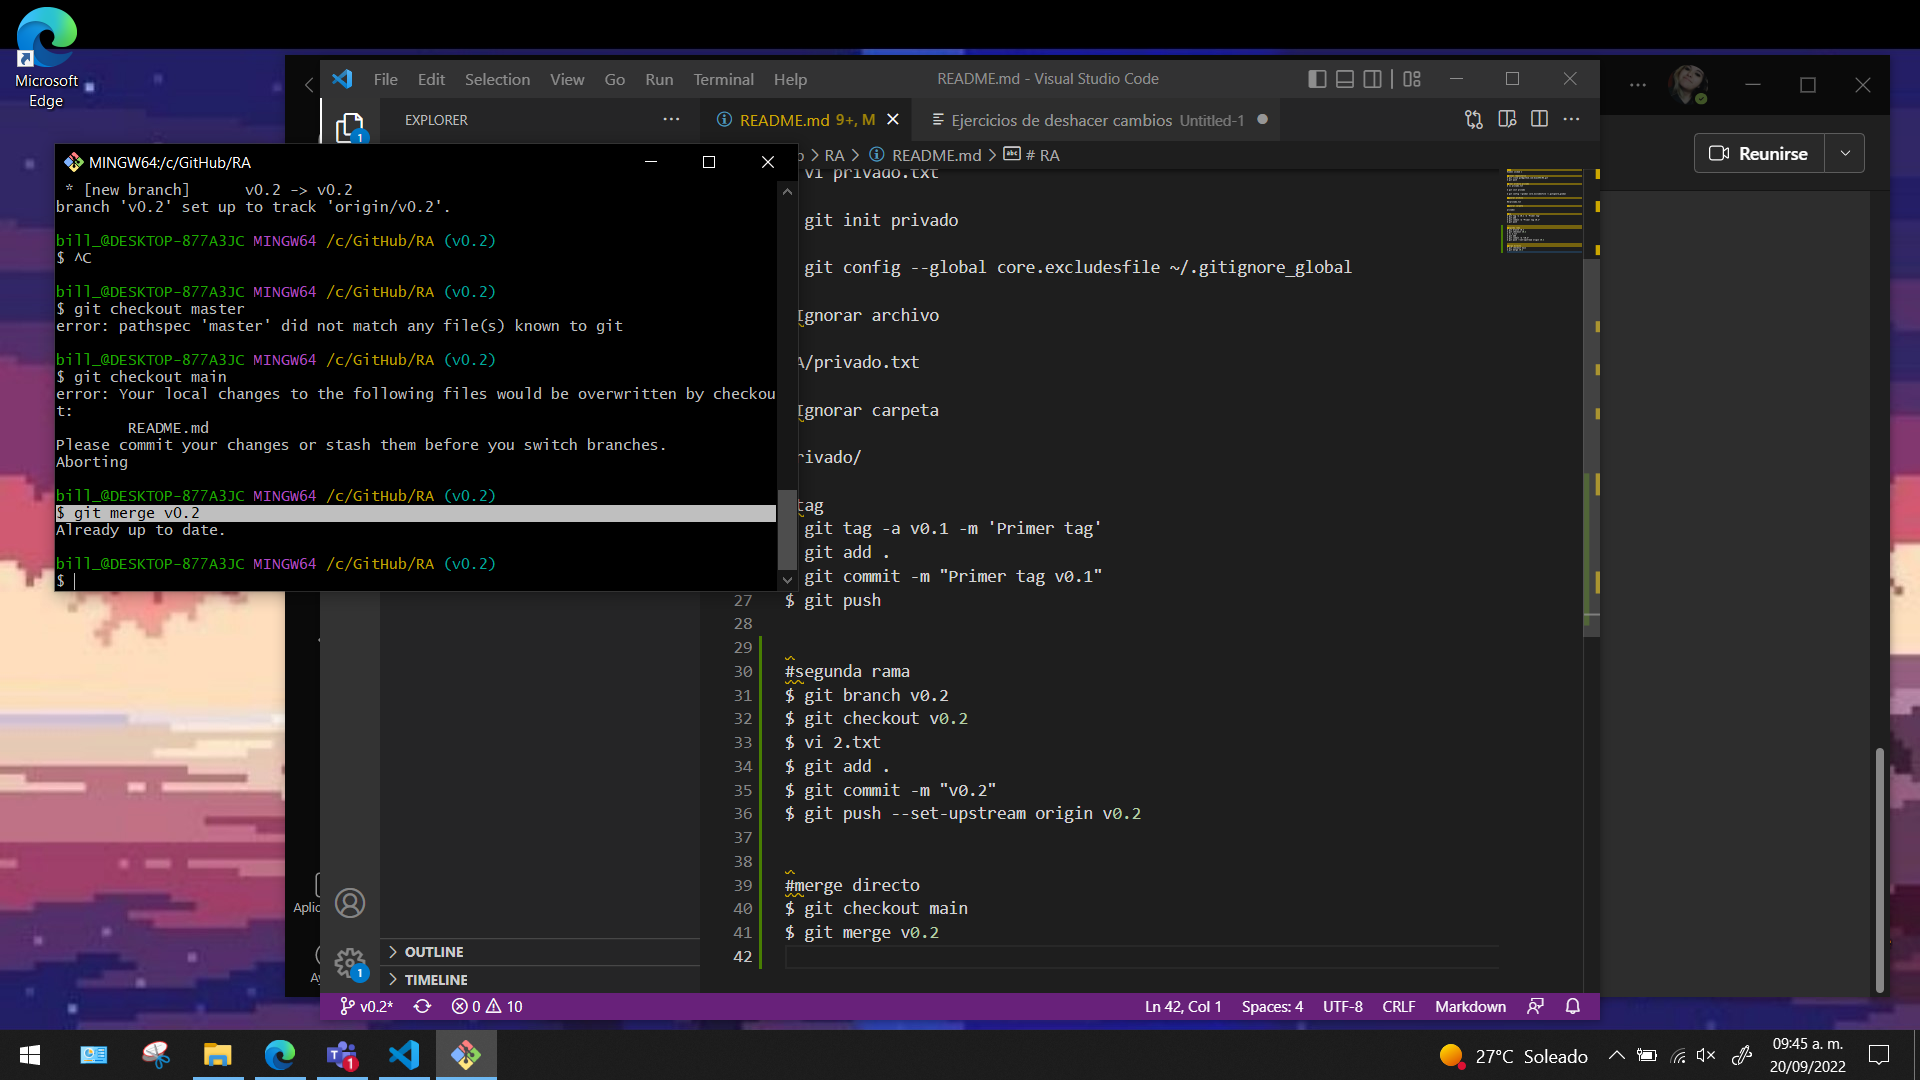 Microsoft
Edge
File Edit Selection View Go Run Terminal Help
README.md - Visual Studio Code
EXPLORER
README.md 9+, M
Ejercicios de deshacer cambios Untitled-1
RA > README.md > # RA
Reunirse
MINGW64:/c/GitHub/RA
* [new branch]      v0.2 -> v0.2
branch 'v0.2' set up to track 'origin/v0.2'.
bill_@DESKTOP-877A3JC MINGW64 /c/GitHub/RA (v0.2)
$ ^C
bill_@DESKTOP-877A3JC MINGW64 /c/GitHub/RA (v0.2)
$ git checkout master
error: pathspec 'master' did not match any file(s) known to git
bill_@DESKTOP-877A3JC MINGW64 /c/GitHub/RA (v0.2)
$ git checkout main
error: Your local changes to the following files would be overwritten by checkou
t:
README.md
Please commit your changes or stash them before you switch branches.
Aborting
bill_@DESKTOP-877A3JC MINGW64 /c/GitHub/RA (v0.2)
$ git merge v0.2
Already up to date.
bill_@DESKTOP-877A3JC MINGW64 /c/GitHub/RA (v0.2)
$
vi privado.txt
git init privado
git config --global core.excludesfile ~/.gitignore_global
Ignorar archivo
A/privado.txt
Ignorar carpeta
rivado/
tag
git tag -a v0.1 -m 'Primer tag'
git add .
git commit -m "Primer tag v0.1"
27 $ git push
28
29
30 #segunda rama
31 $ git branch v0.2
32 $ git checkout v0.2
33 $ vi 2.txt
34 $ git add .
35 $ git commit -m "v0.2"
36 $ git push --set-upstream origin v0.2
37
38
39 #merge directo
40 $ git checkout main
41 $ git merge v0.2
42
Aplic
Ay
OUTLINE
TIMELINE
v0.2* 0 10
Ln 42, Col 1 Spaces: 4 UTF-8 CRLF Markdown
27°C Soleado
09:45 a. m.
20/09/2022